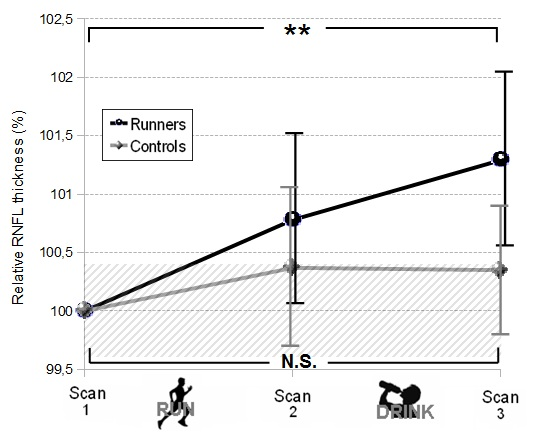 102,5
**
102
Runners
Controls
101,5
101
100,5
100
99,5
Relative RNFL thickness (%)
N.S.
Scan 1
RUN
Scan 2
DRINK
Scan 3